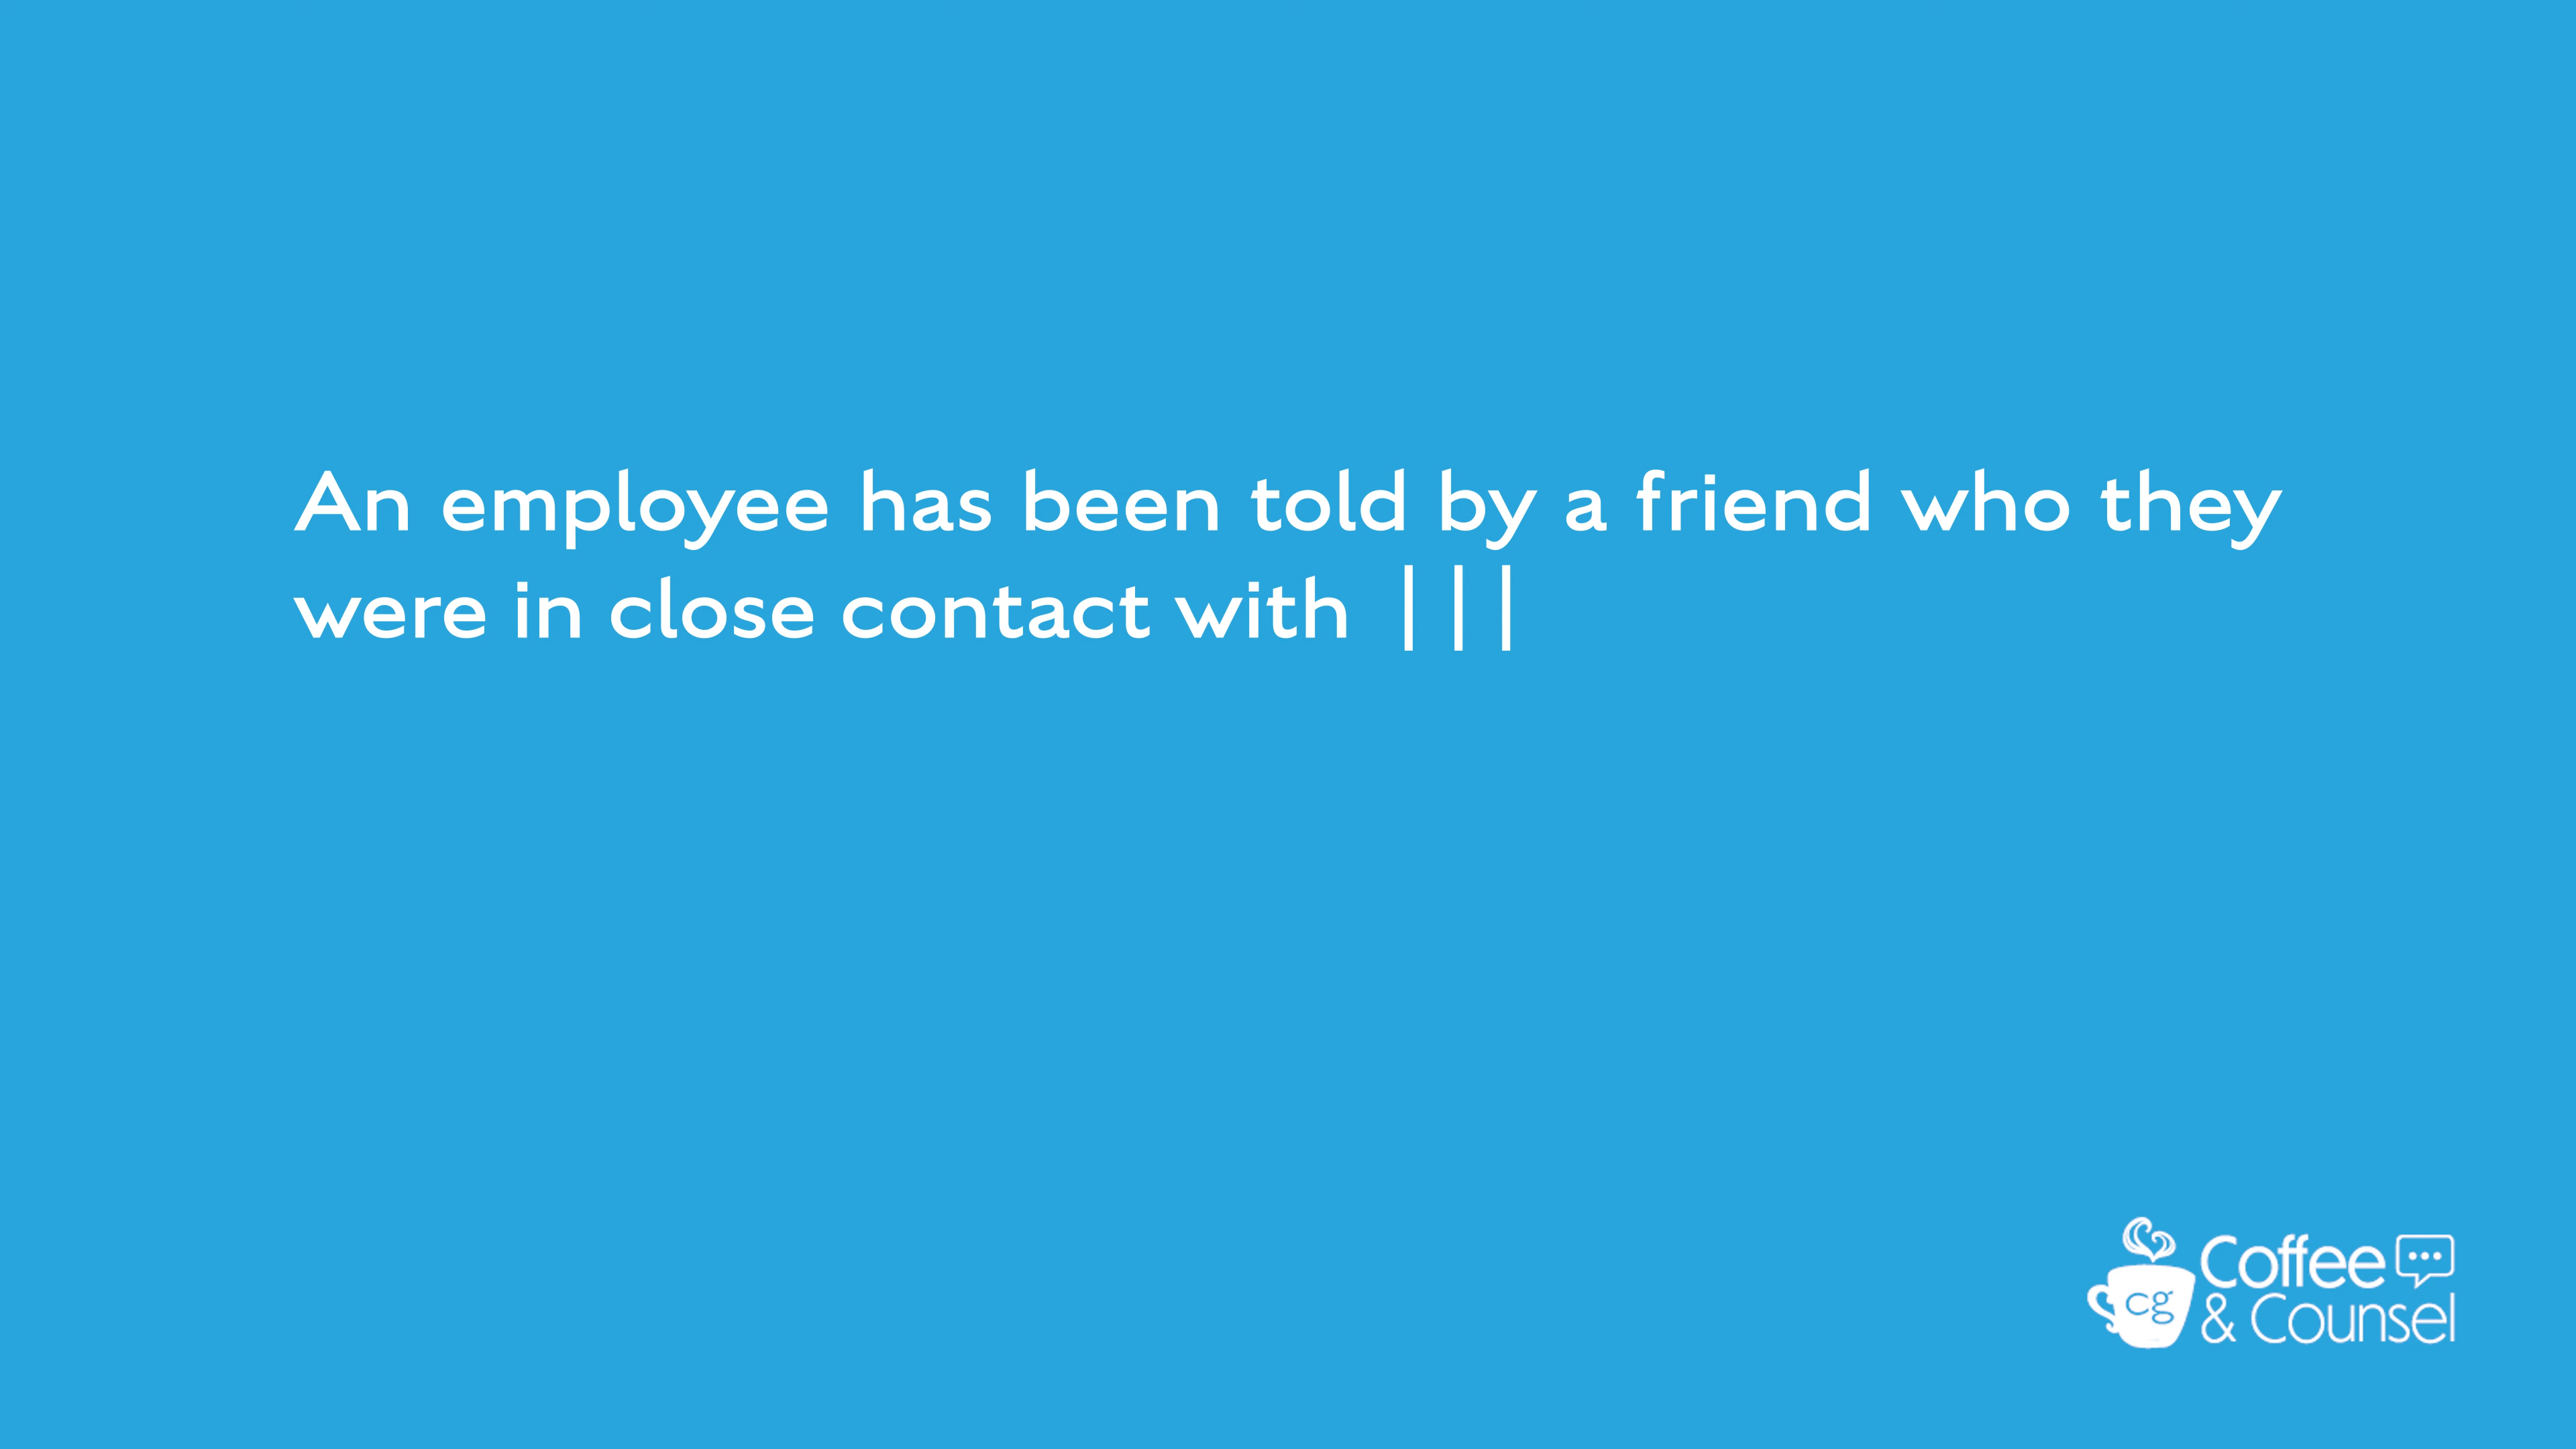 An employee has been told by a friend who they
were in close contact with |||
cg
Coffee
& Counsel